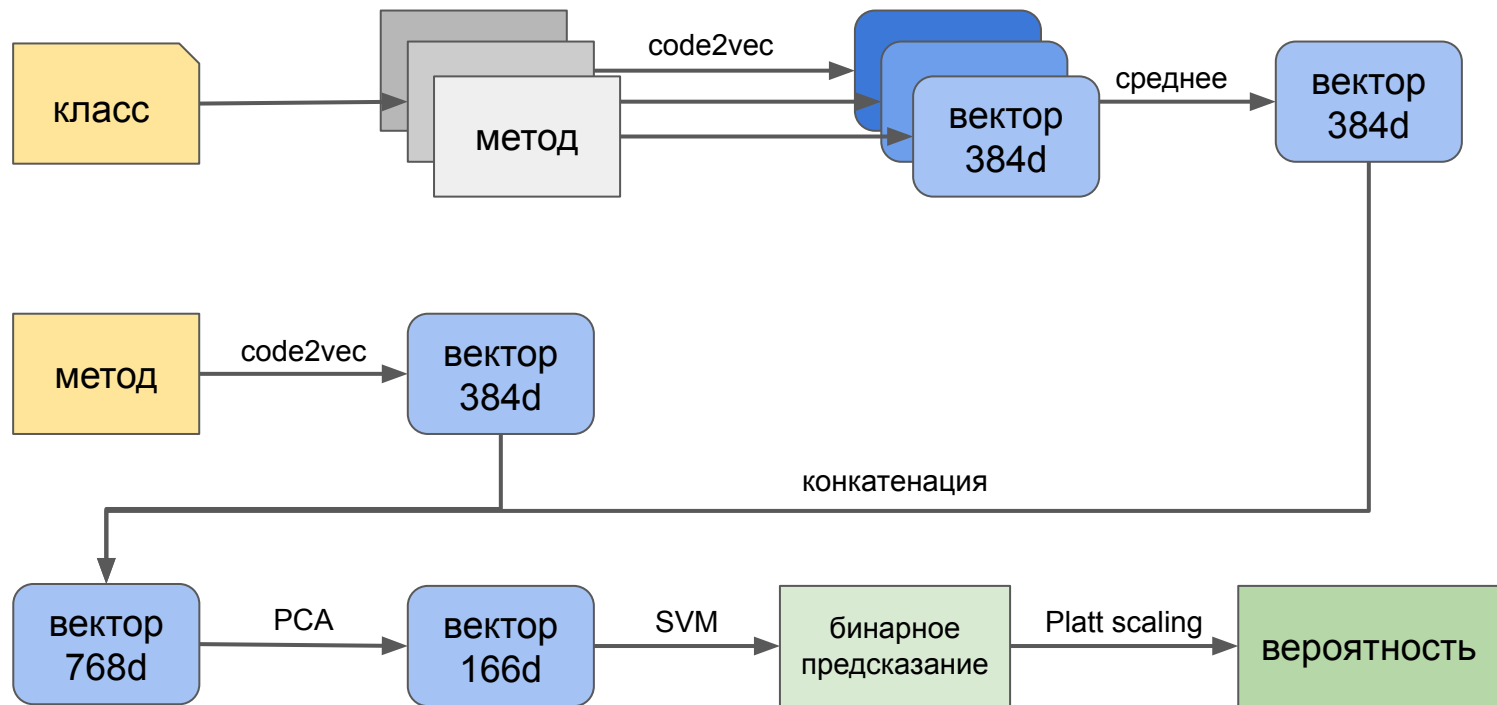 класс
метод
code2vec
вектор
384d
среднее
вектор
384d
метод
code2vec
вектор
384d
конкатенация
вектор
768d
PCA
вектор
166d
SVM
бинарное
предсказание
Platt scaling
вероятность